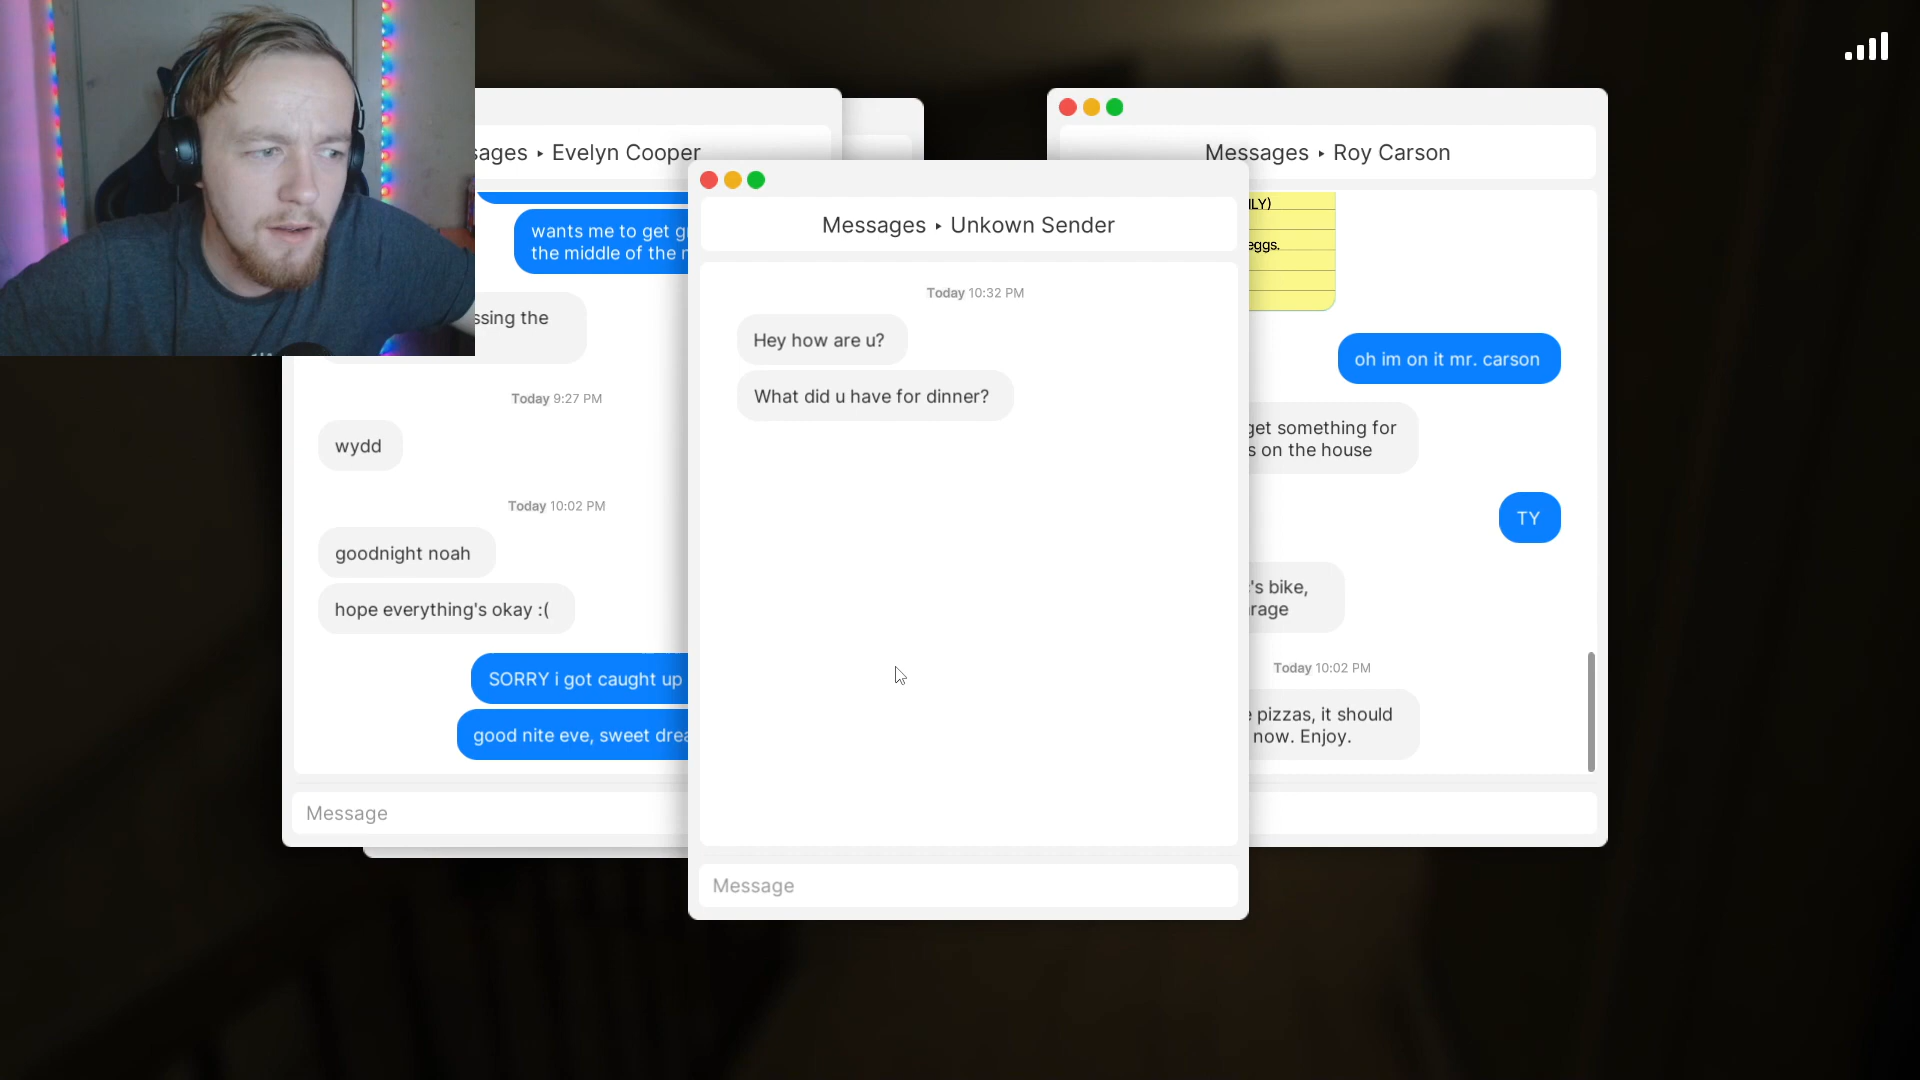 sages ▸ Evelyn Cooper
wants me to get
the middle of the
ssing the
Today 9:27 PM
wydd
Today 10:02 PM
goodnight noah
hope everything's okay :(
SORRY i got caught up
good nite eve, sweet
Message
Messages ▸ Unkown Sender
Today 10:32 PM
Hey how are u?
What did u have for dinner?
Message
Messages ▸ Roy Carson
ILY)
eggs.
oh im on it mr. carson
get something for
s on the house
TY
's bike,
rage
Today 10:02 PM
pizzas, it should
now. Enjoy.